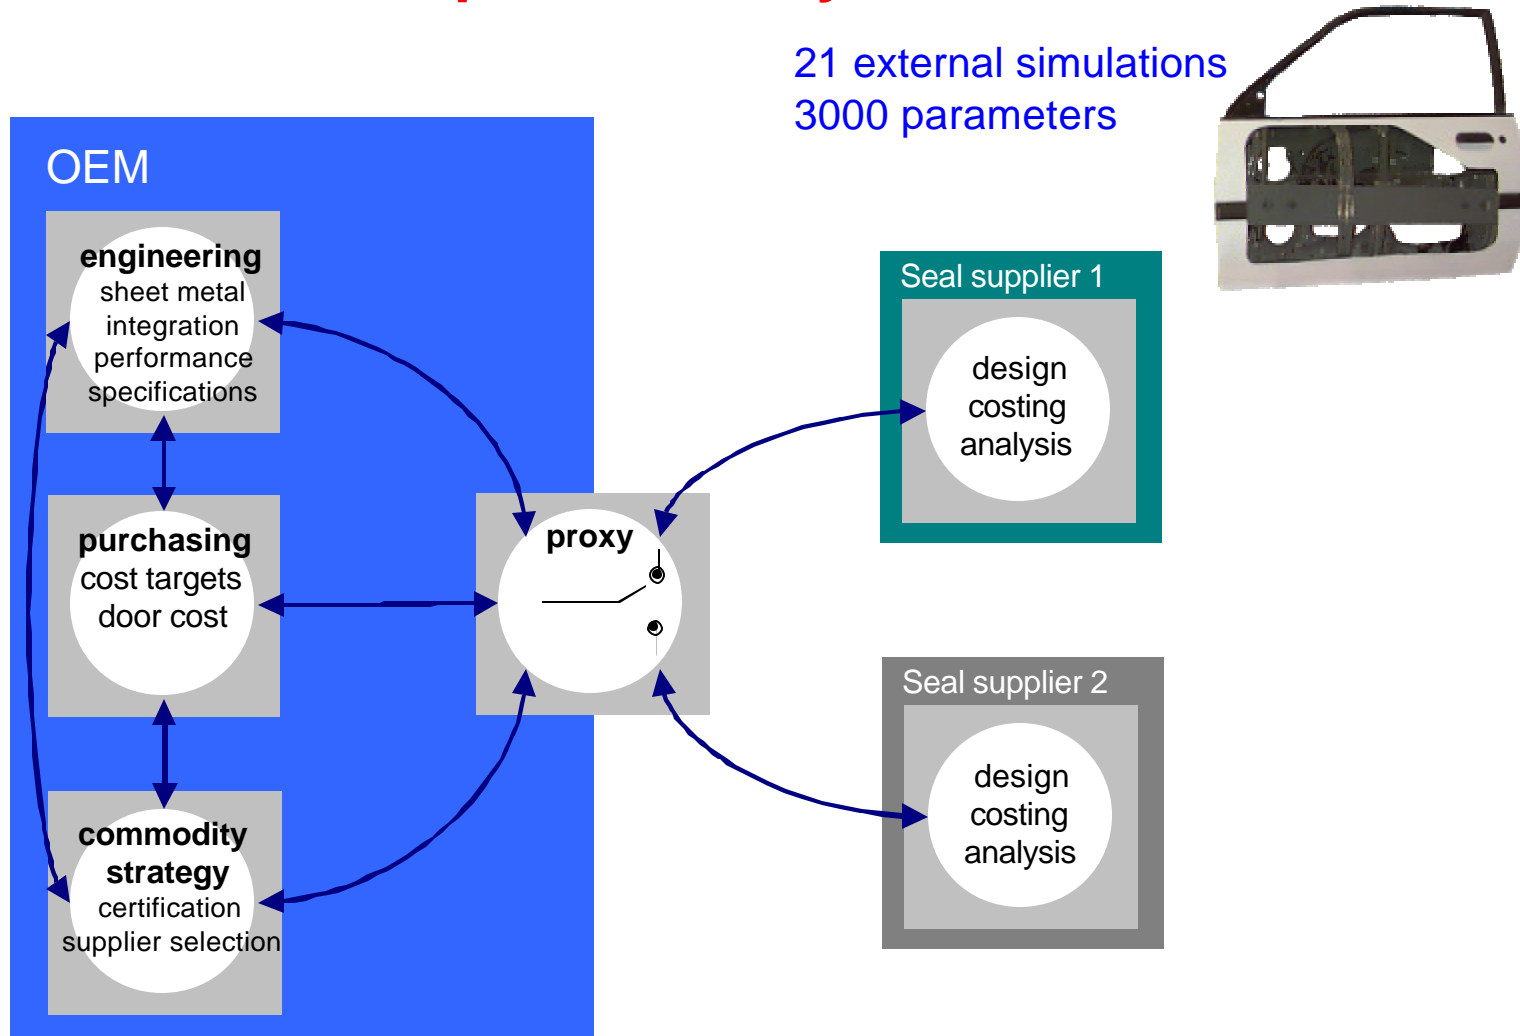 21 external simulations
3000 parameters
OEM
engineering
sheet metal
integration
performance
specifications
purchasing
cost targets
door cost
commodity
strategy
certification
supplier selection
proxy
Seal supplier 1
design
costing
analysis
Seal supplier 2
design
costing
analysis